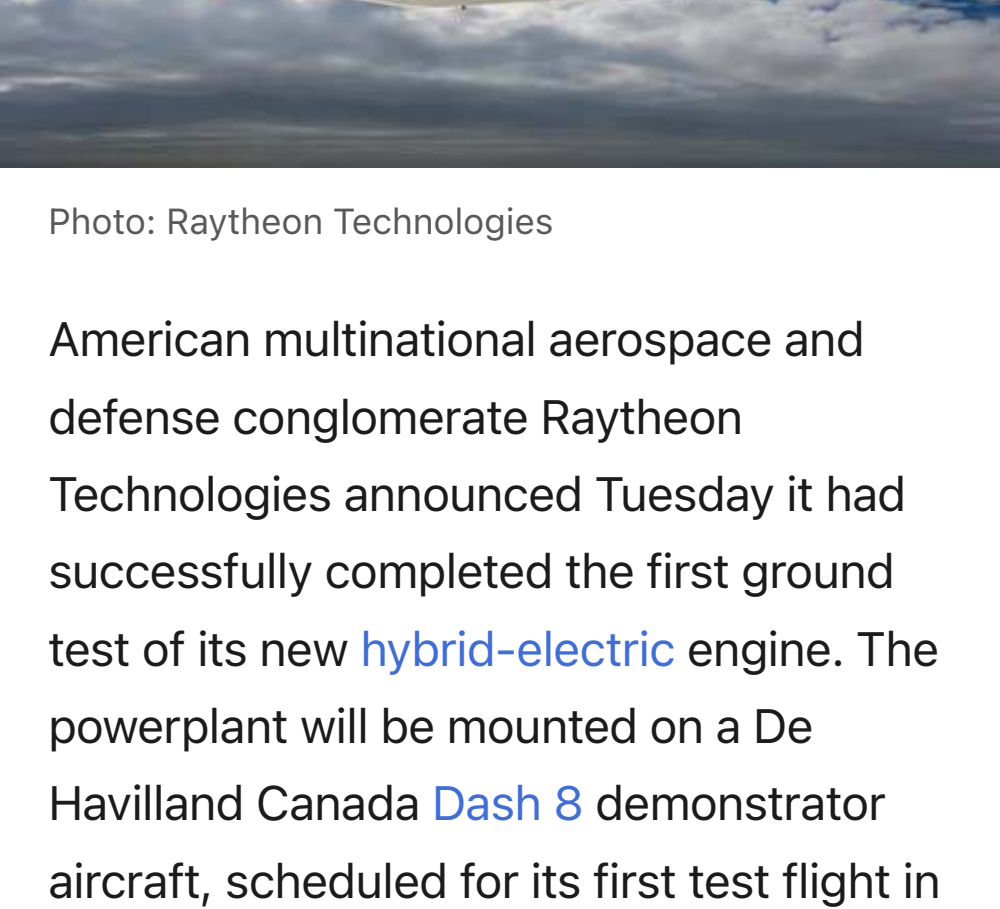 Photo: Raytheon Technologies
American multinational aerospace and
defense conglomerate Raytheon
Technologies announced Tuesday it had
successfully completed the first ground
test of its new hybrid-electric engine. The
powerplant will be mounted on a De
Havilland Canada Dash 8 demonstrator
aircraft, scheduled for its first test flight in